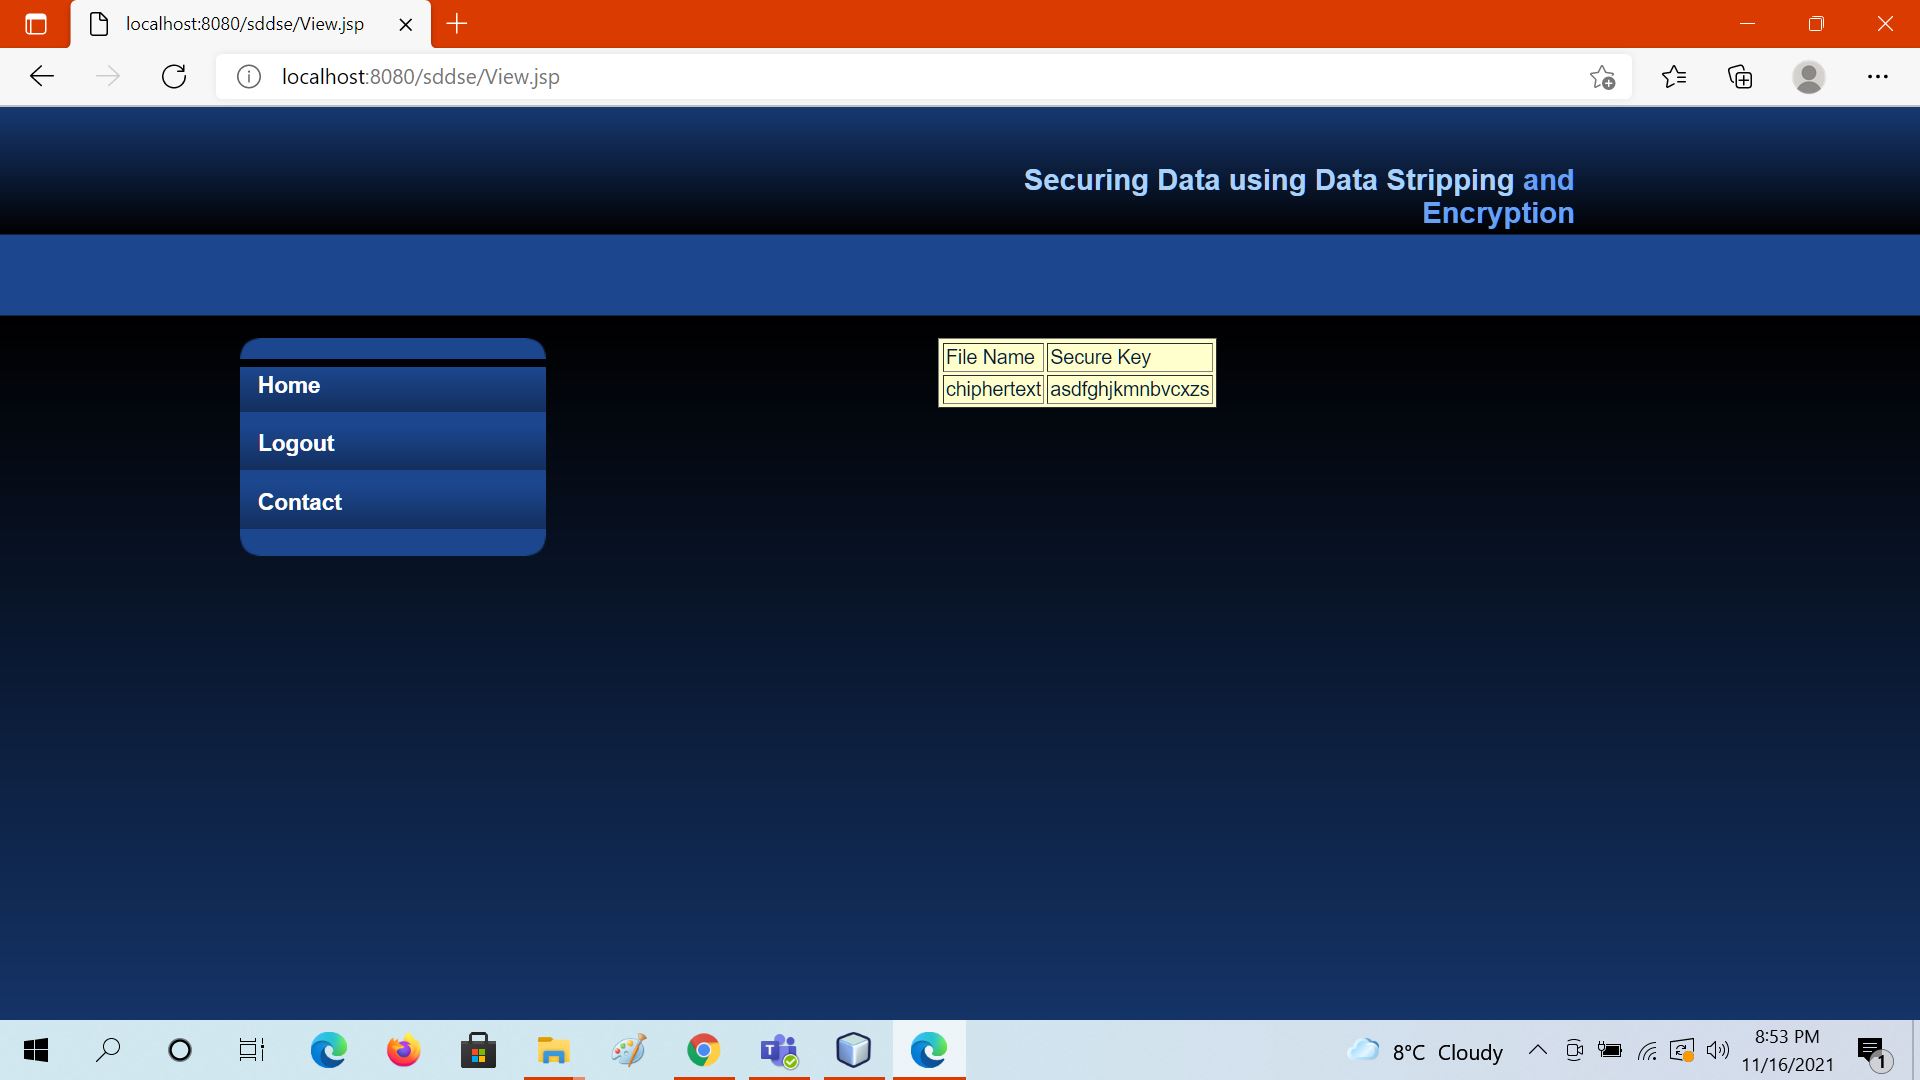 localhost:8080/sddse/View.jsp
localhost:8080/sddse/View.jsp
Securing Data using Data Stripping and
Encryption
File Name Secure Key
chiphertext asdfghjkmnbvcxzs
Home
Logout
Contact
8°C Cloudy
8:53 PM
11/16/2021
1